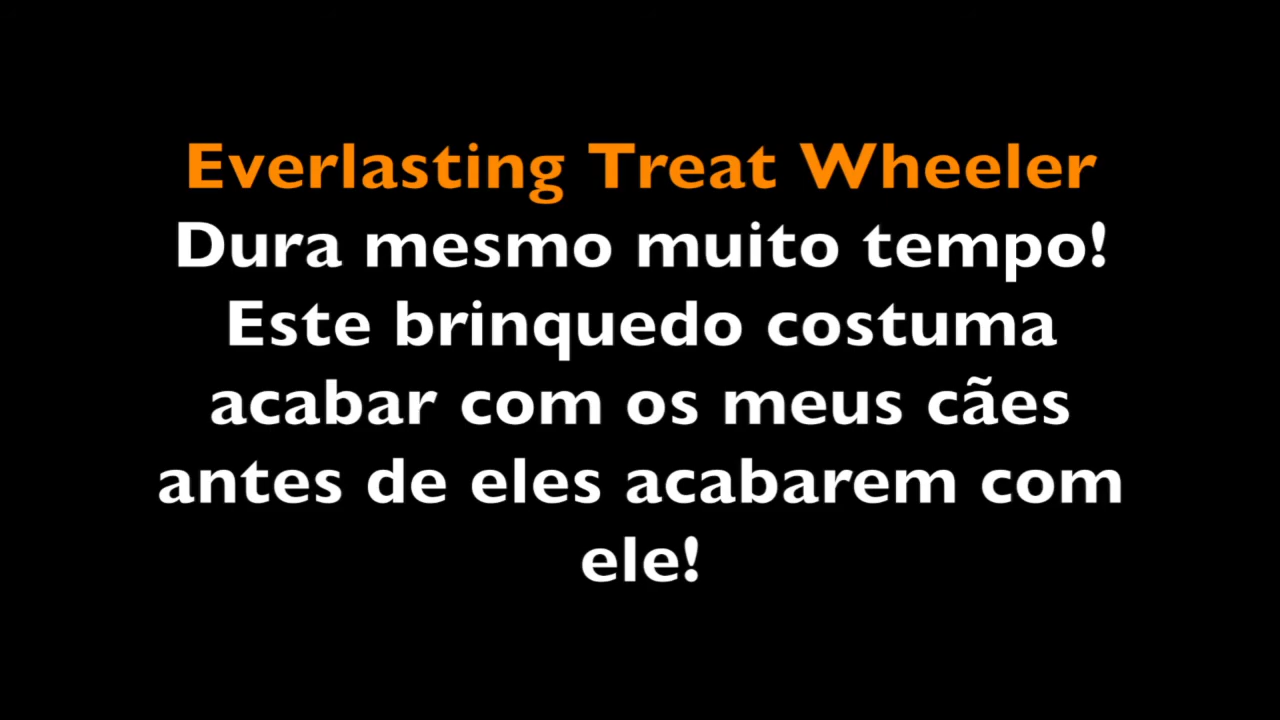 Everlasting Treat Wheeler
Dura mesmo muito tempo!
Este brinquedo costuma
acabar com os meus cães
antes de eles acabarem com
ele!